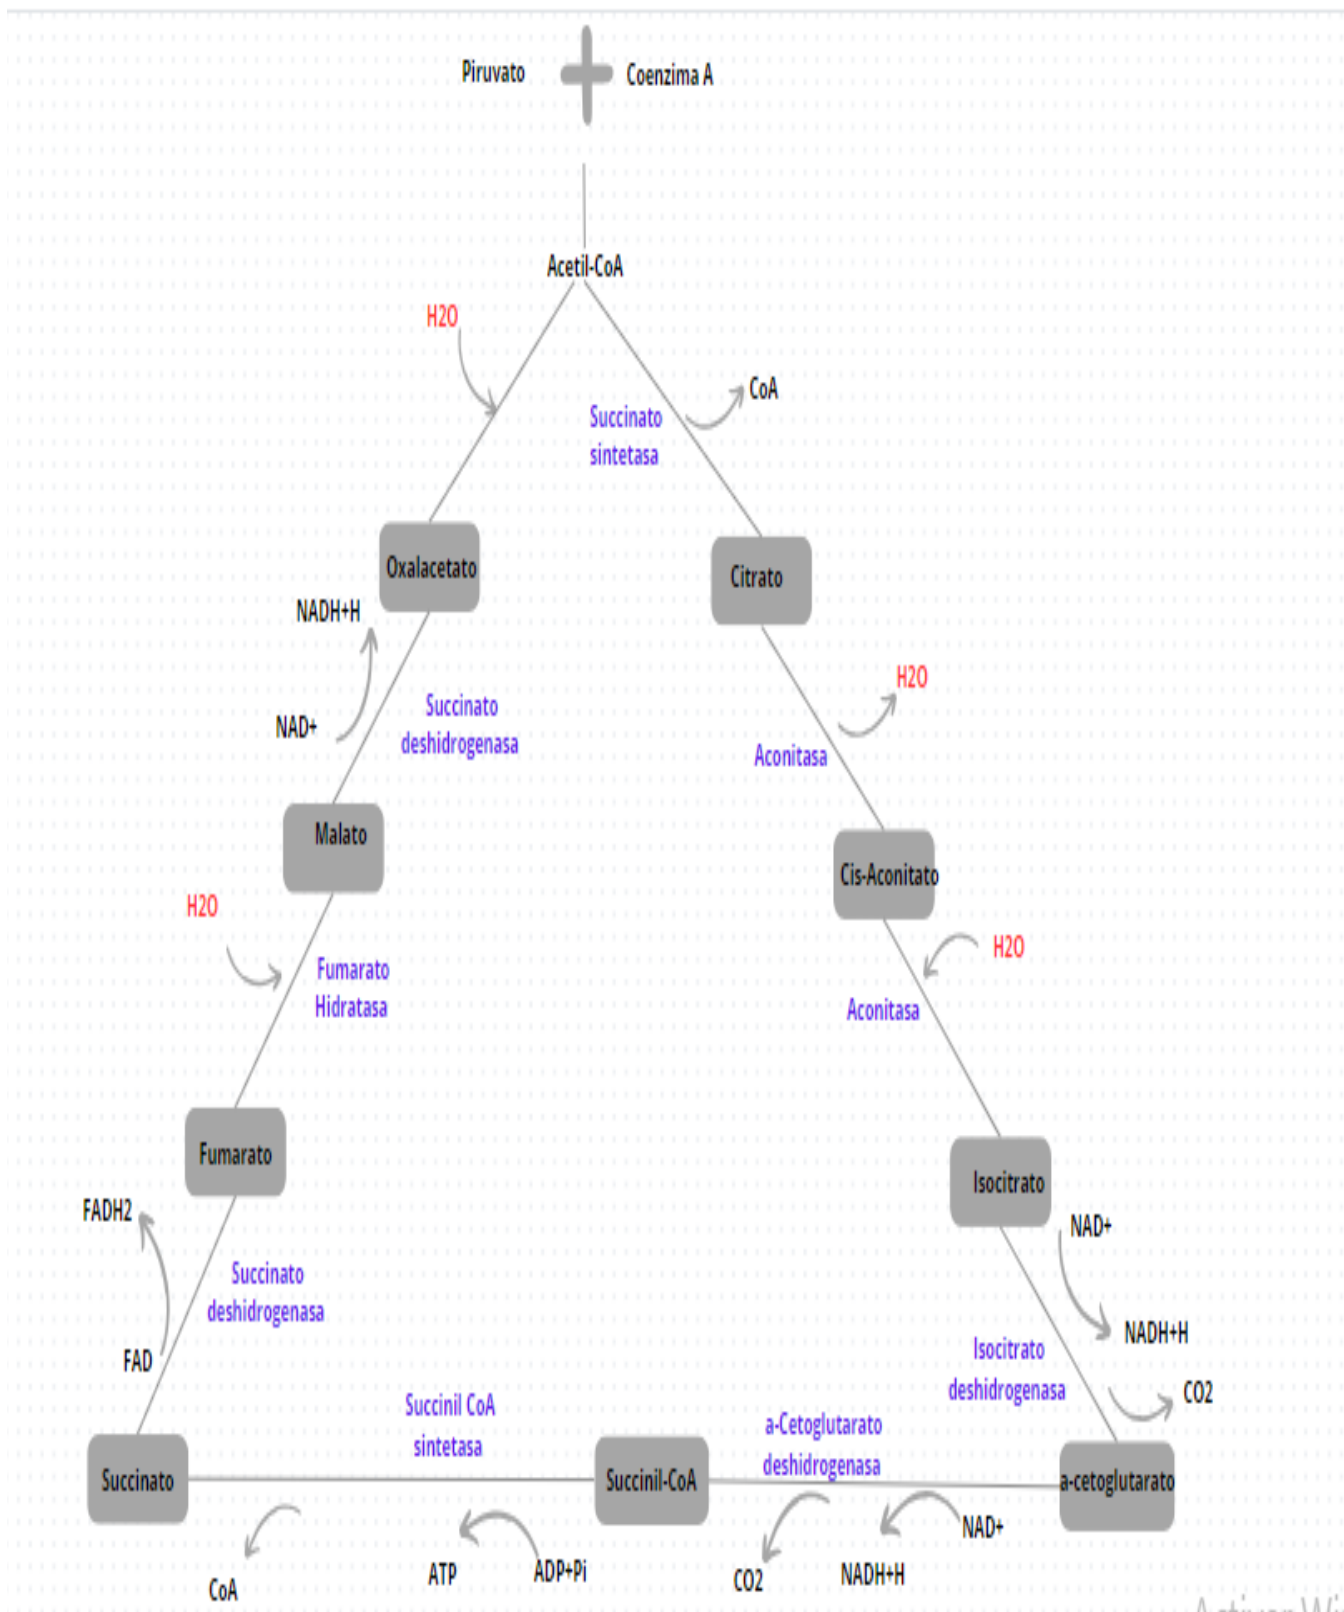 Piruvato
Coenzima A
Acetil-CoA
H2O
CoA
Succinato
sintetasa
Oxalacetato
Citrato
NADH+H
H2O
Succinato
deshidrogenasa
NAD+
Aconitasa
Malato
Cis-Aconitato
H2O
H2O
Fumarato
Hidratasa
Aconitasa
Fumarato
Isocitrato
FADH2
NAD+
Succinato
deshidrogenasa
NADH+H
FAD
Isocitrato
deshidrogenasa
CO2
Succinil CoA
sintetasa
a-Cetoglutarato
deshidrogenasa
Succinato
Succinil-CoA
a-cetoglutarato
NAD+
CoA
ATP
ADP+Pi
CO2
NADH+H